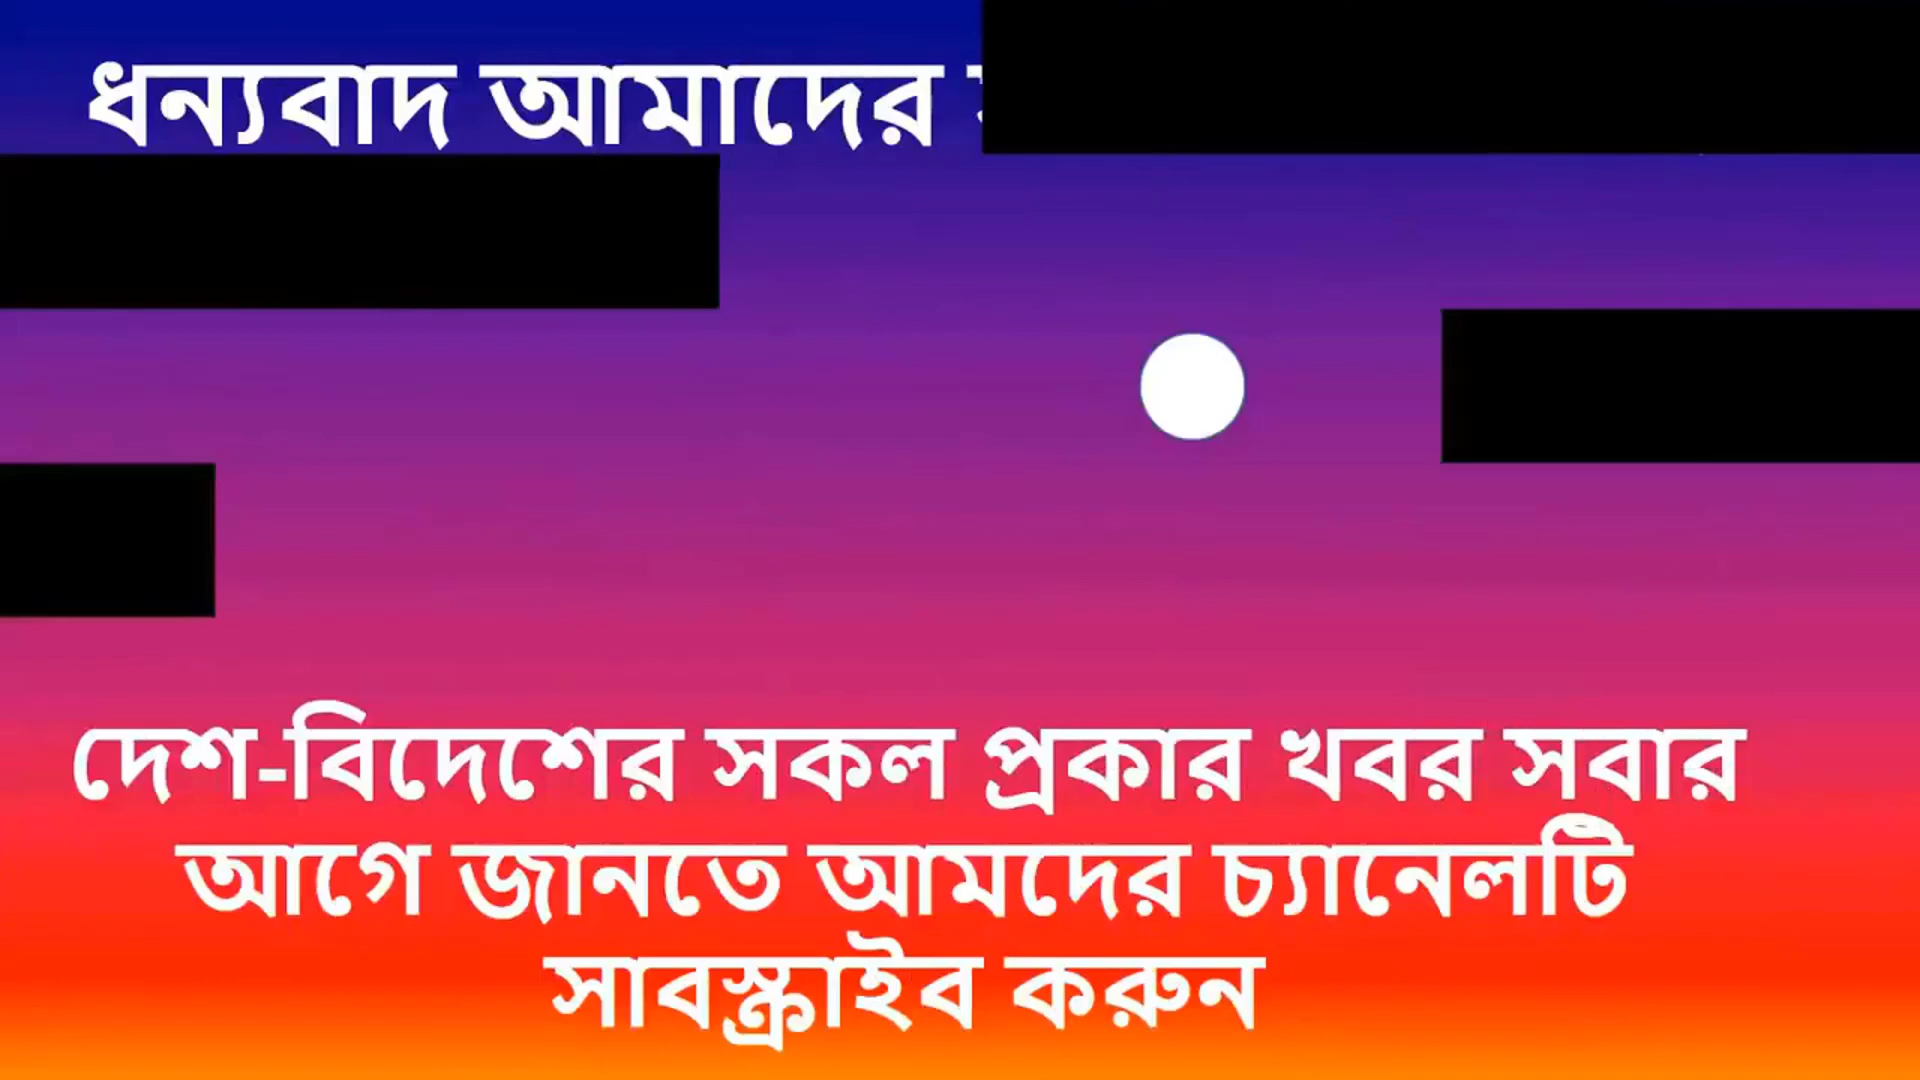 ধন্যবাদ আমাদের
দেশ-বিদেশের সকল প্রকার খবর সবার
আগে জানতে আমদের চ্যানেলটি
সাবস্ক্রাইব করুন